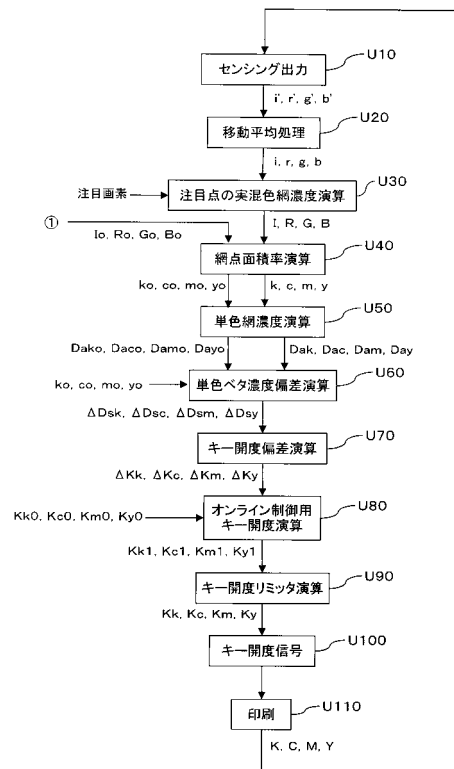 U10
センシング出力
i', r', g', b'
U20
移動平均処理
i, r, g, b
U30
注目画素
注目点の実混色網濃度演算
①
Io, Ro, Go, Bo
I, R, G, B
U40
網点面積率演算
ko, co, mo, yo
k, c, m, y
U50
単色網濃度演算
Dako, Daco, Damo, Dayo
Dak, Dac, Dam, Day
U60
ko, co, mo, yo
単色ベタ濃度偏差演算
ΔDsk, ΔDsc, ΔDsm, ΔDsy
U70
キー開度偏差演算
ΔKk, ΔKc, ΔKm, ΔKy
U80
Kk0, Kc0, Km0, Ky0
オンライン制御用
キー開度演算
Kk1, Kc1, Km1, Ky1
U90
キー開度リミッタ演算
Kk, Kc, Km, Ky
U100
キー開度信号
U110
印刷
K, C, M, Y